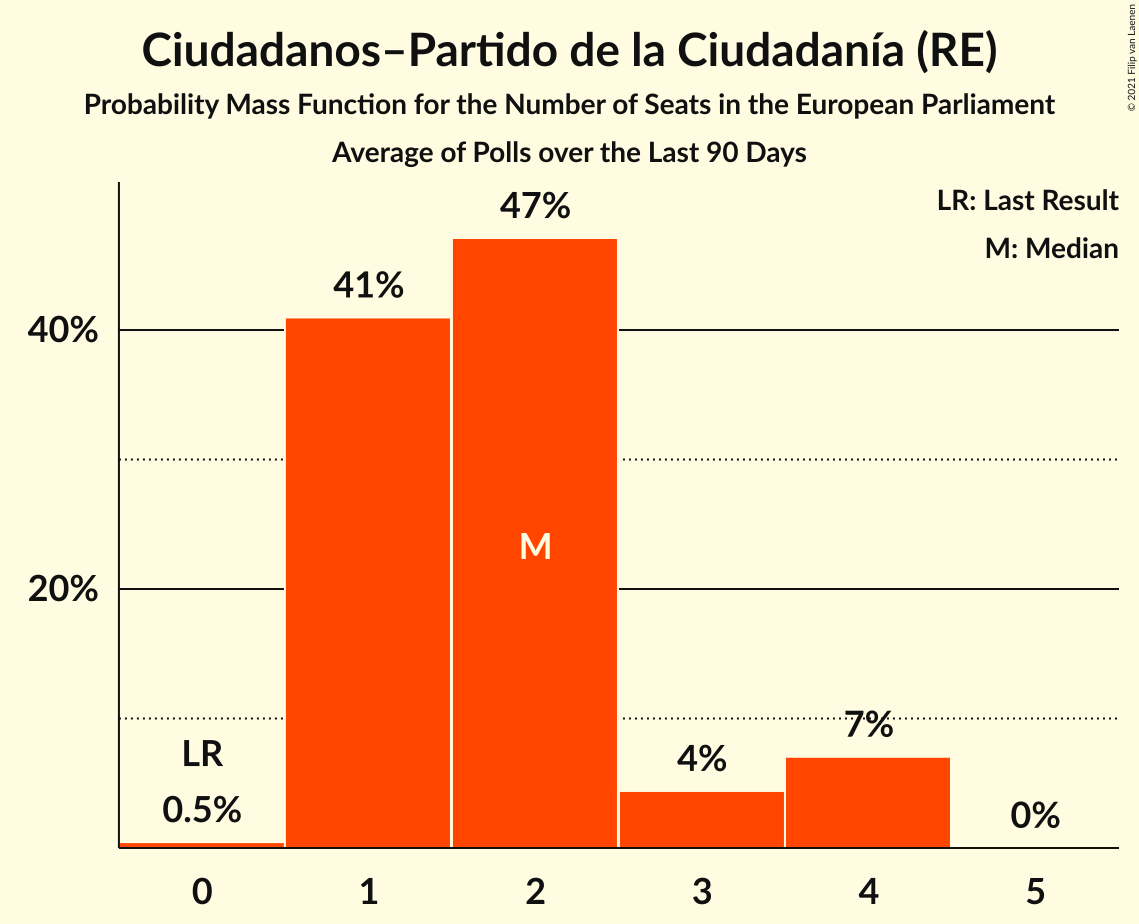 Ciudadanos–Partido de la Ciudadanía (RE)
Probability Mass Function for the Number of Seats in the European Parliament
Average of Polls over the Last 90 Days
© 2021 Filip van Laenen
LR: Last Result
M: Median
47%
41%
40%
M
20%
7%
LR
4%
0.5%
0%
0 1 2 3 4 5